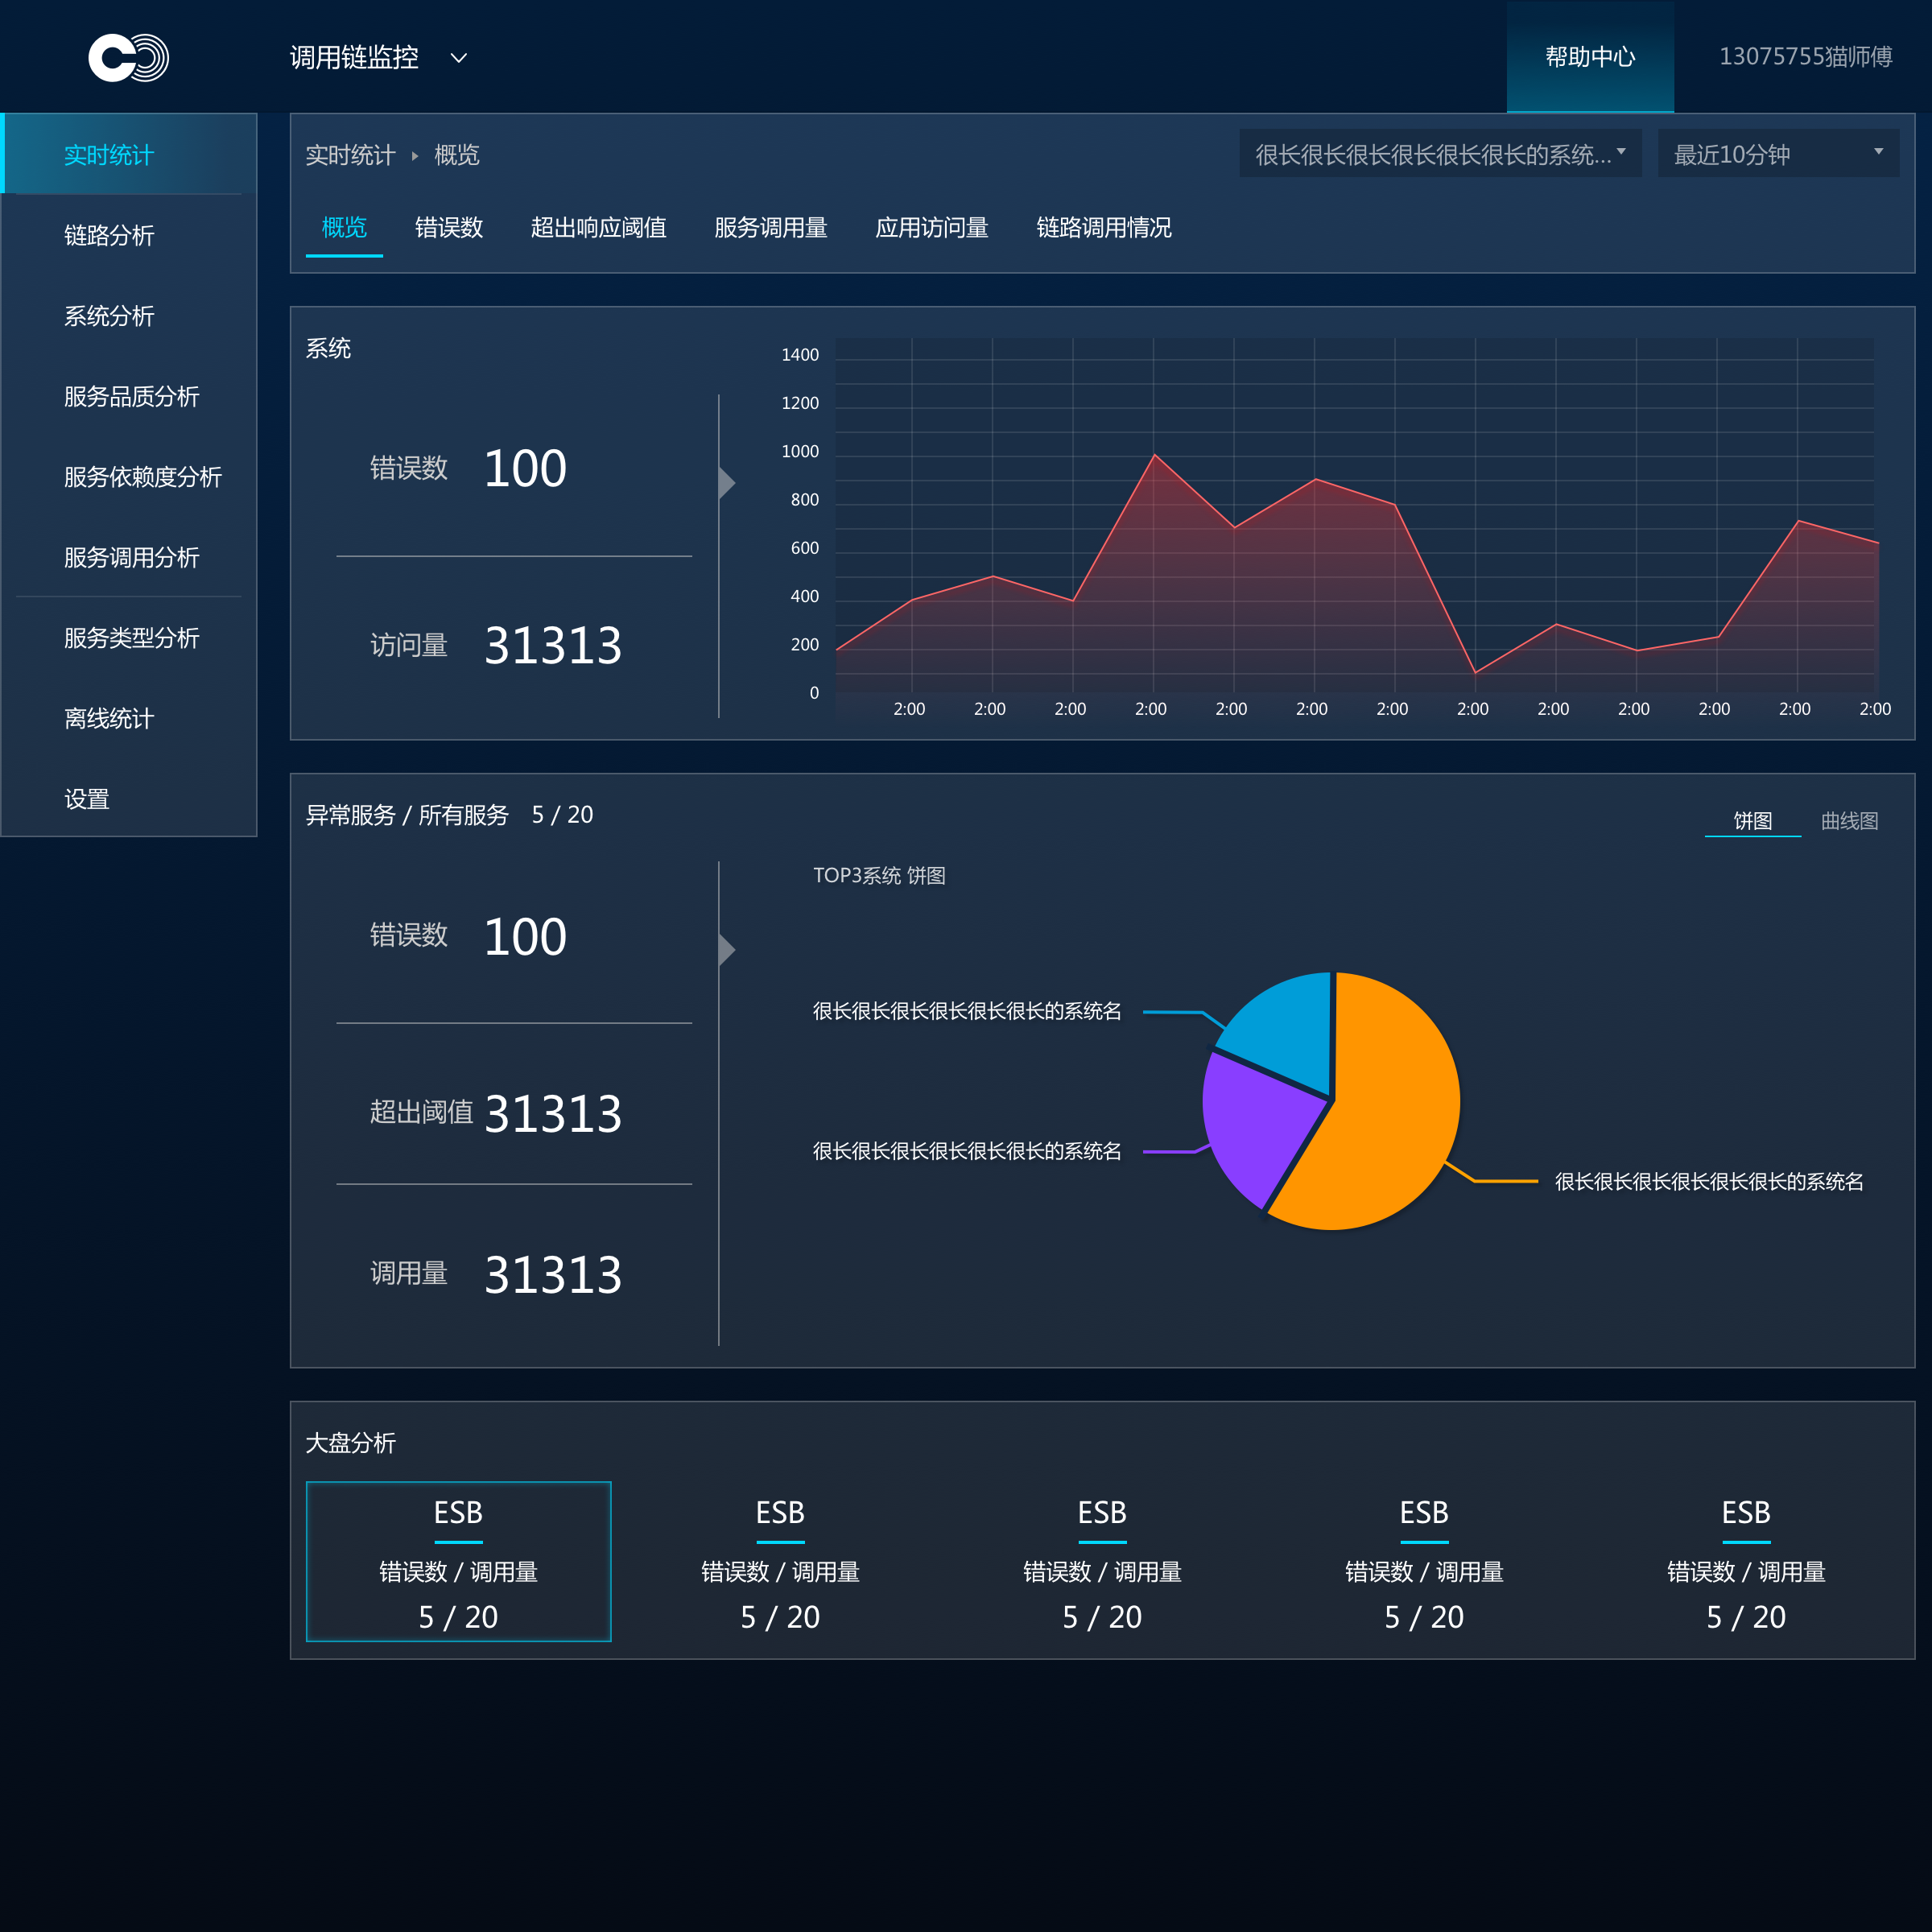 调用链监控
帮助中心
13075755猫师傅
实时统计
链路分析
系统分析
服务品质分析
服务依赖度分析
服务调用分析
服务类型分析
离线统计
设置
实时统计 概览
很长很长很长很长很长很长的系统...
最近10分钟
概览 错误数 超出响应阈值 服务调用量 应用访问量 链路调用情况
系统
错误数 100
访问量 31313
1400
1200
1000
800
600
400
200
0
2:00 2:00 2:00 2:00 2:00 2:00 2:00 2:00 2:00 2:00 2:00 2:00 2:00
异常服务 / 所有服务 5 / 20
饼图 曲线图
错误数 100
超出阈值 31313
调用量 31313
TOP3系统 饼图
很长很长很长很长很长很长的系统名
很长很长很长很长很长很长的系统名
很长很长很长很长很长很长的系统名
大盘分析
ESB ESB ESB ESB ESB
错误数 / 调用量 错误数 / 调用量 错误数 / 调用量 错误数 / 调用量 错误数 / 调用量
5 / 20 5 / 20 5 / 20 5 / 20 5 / 20